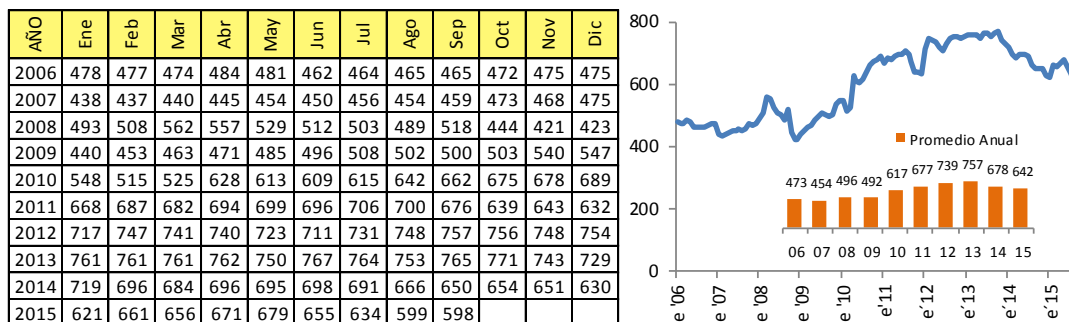 AÑO Ene Feb Mar Abr May Jun Jul Ago Sep Oct Nov Dic
2006 478 477 474 484 481 462 464 465 465 472 475 475
2007 438 437 440 445 454 450 456 454 459 473 468 475
2008 493 508 562 557 529 512 503 489 518 444 421 423
2009 440 453 463 471 485 496 508 502 500 503 540 547
2010 548 515 525 628 613 609 615 642 662 675 678 689
2011 668 687 682 694 699 696 706 700 676 639 643 632
2012 717 747 741 740 723 711 731 748 757 756 748 754
2013 761 761 761 762 750 767 764 753 765 771 743 729
2014 719 696 684 696 695 698 691 666 650 654 651 630
2015 621 661 656 671 679 655 634 599 598
800
600
400
200
0
Promedio Anual
473 454 496 492 617 677 739 757 678 642
06 07 08 09 10 11 12 13 14 15
e '06 e '07 e '08 e '09 e '10 e'11 e´12 e´13 e´14 e´15